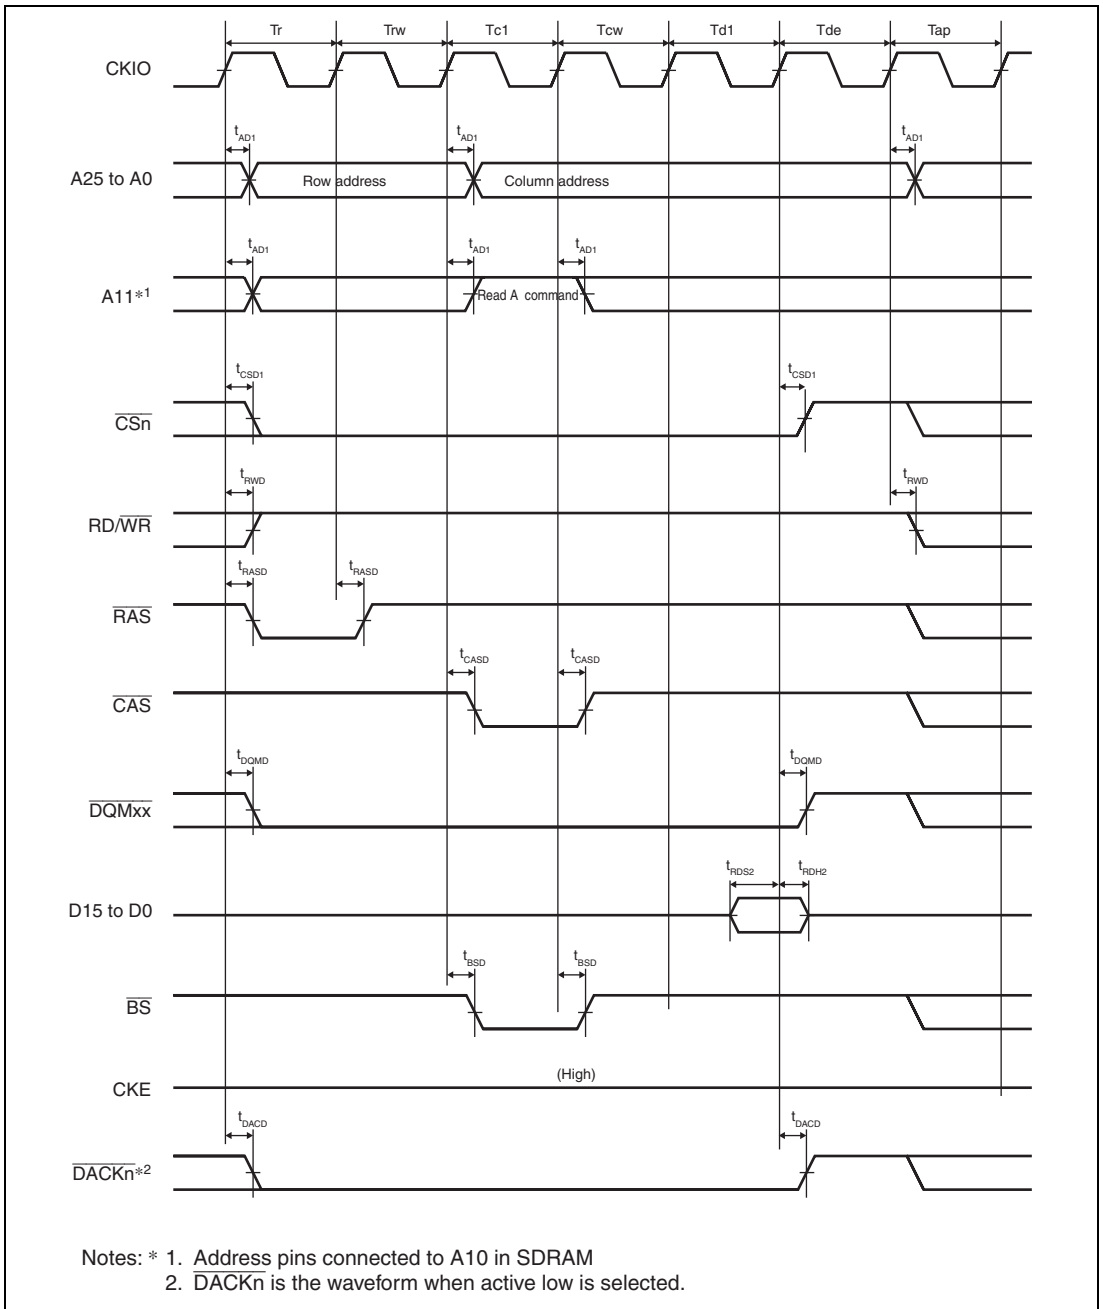 Tr Trw Tc1 Tcw Td1 Tde Tap
CKIO
tAD1 tAD1 tAD1
A25 to A0 Row address Column address
tAD1 tAD1 tAD1
A11*1 Read A command
tCSD1 tCSD1
CSn
tRWD tRWD
RD/WR
tRASD tRASD
RAS
tCASD tCASD
CAS
tDQMD tDQMD
DQMxx
tRDS2 tRDH2
D15 to D0
tBSD tBSD
BS
(High)
CKE
tDACD tDACD
DACKn*2
Notes: * 1. Address pins connected to A10 in SDRAM
2. DACKn is the waveform when active low is selected.